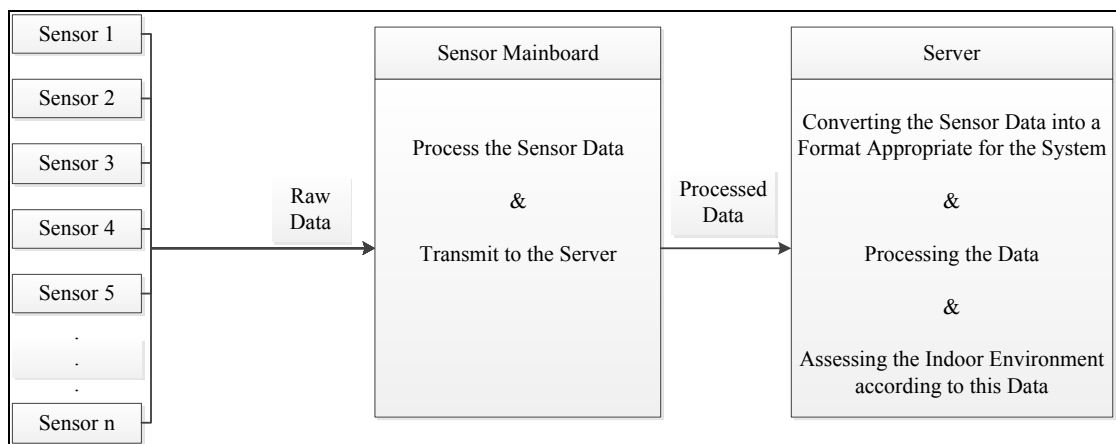 Sensor 1
Sensor 2
Sensor 3
Sensor 4
Sensor 5
.
.
.
Sensor n
Raw
Data
Sensor Mainboard
Process the Sensor Data
&
Transmit to the Server
Processed
Data
Server
Converting the Sensor Data into a
Format Appropriate for the System
&
Processing the Data
&
Assessing the Indoor Environment
according to this Data